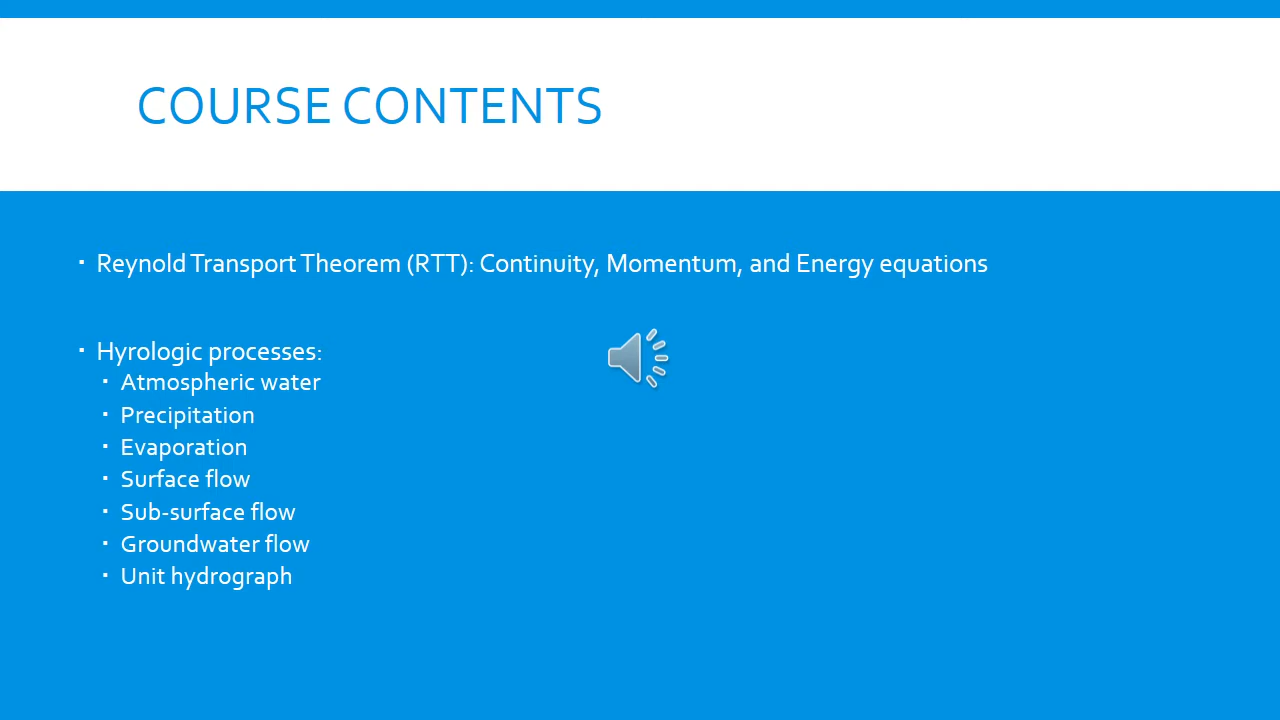 COURSE CONTENTS
▪ Reynold Transport Theorem (RTT): Continuity, Momentum, and Energy equations
▪ Hyrologic processes:
▪ Atmospheric water
▪ Precipitation
▪ Evaporation
▪ Surface flow
▪ Sub-surface flow
▪ Groundwater flow
▪ Unit hydrograph